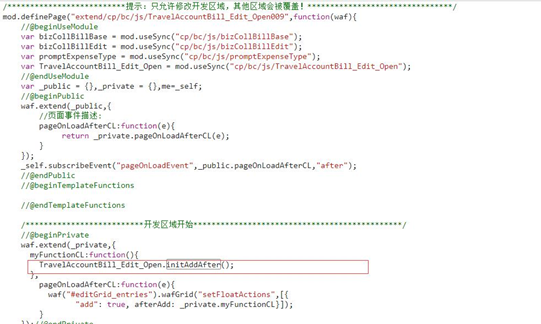 /***************************提示: 只允许修改开发区域，其他区域会被覆盖！*********************************/
mod.definePage("extend/cp/bc/js/TravelAccountBill_Edit_Open009",function(waf){
//@beginUseModule
var bizCollBillBase = mod.useSync("cp/bc/js/bizCollBillBase");
var bizCollBillEdit = mod.useSync("cp/bc/js/bizCollBillEdit");
var promptExpenseType = mod.useSync("cp/bc/js/promptExpenseType");
var TravelAccountBill_Edit_Open = mod.useSync("cp/bc/js/TravelAccountBill_Edit_Open");
//@endUseModule
var _public = {},_private = {},me=_self;
//@beginPublic
waf.extend(_public,{
//页面事件描述:
pageOnLoadAfterCL:function(e){
return _private.pageOnLoadAfterCL(e);
}
});
_self.subscribeEvent("pageOnLoadEvent",_public.pageOnLoadAfterCL,"after");
//@endPublic
//@beginTemplateFunctions
//@endTemplateFunctions
/***************************开发区域开始************************************************/
//@beginPrivate
waf.extend(_private,{
myFunctionCL:function(){
TravelAccountBill_Edit_Open.initAddAfter();
},
pageOnLoadAfterCL:function(e){
waf("#editGrid_entries").wafGrid("setFloatActions",[{
"add": true, afterAdd: _private.myFunctionCL}]);
}
});//@endPrivate